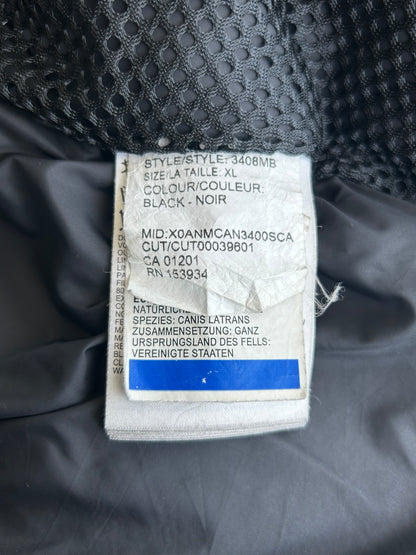 STYLE/STYLE: 3408MB
SIZE/LA TAILLE: XL
COLOUR/COULEUR:
BLACK - NOIR
MID: X0ANMCAN3400SCA
CUT/CUT00039601
CA 01201
RN 153934
NATÜRLICHE
SPEZIES: CANIS LATRANS
ZUSAMMENSETZUNG: GANZ
URSPRUNGSLAND DES FELLS:
VEREINIGTE STAATEN